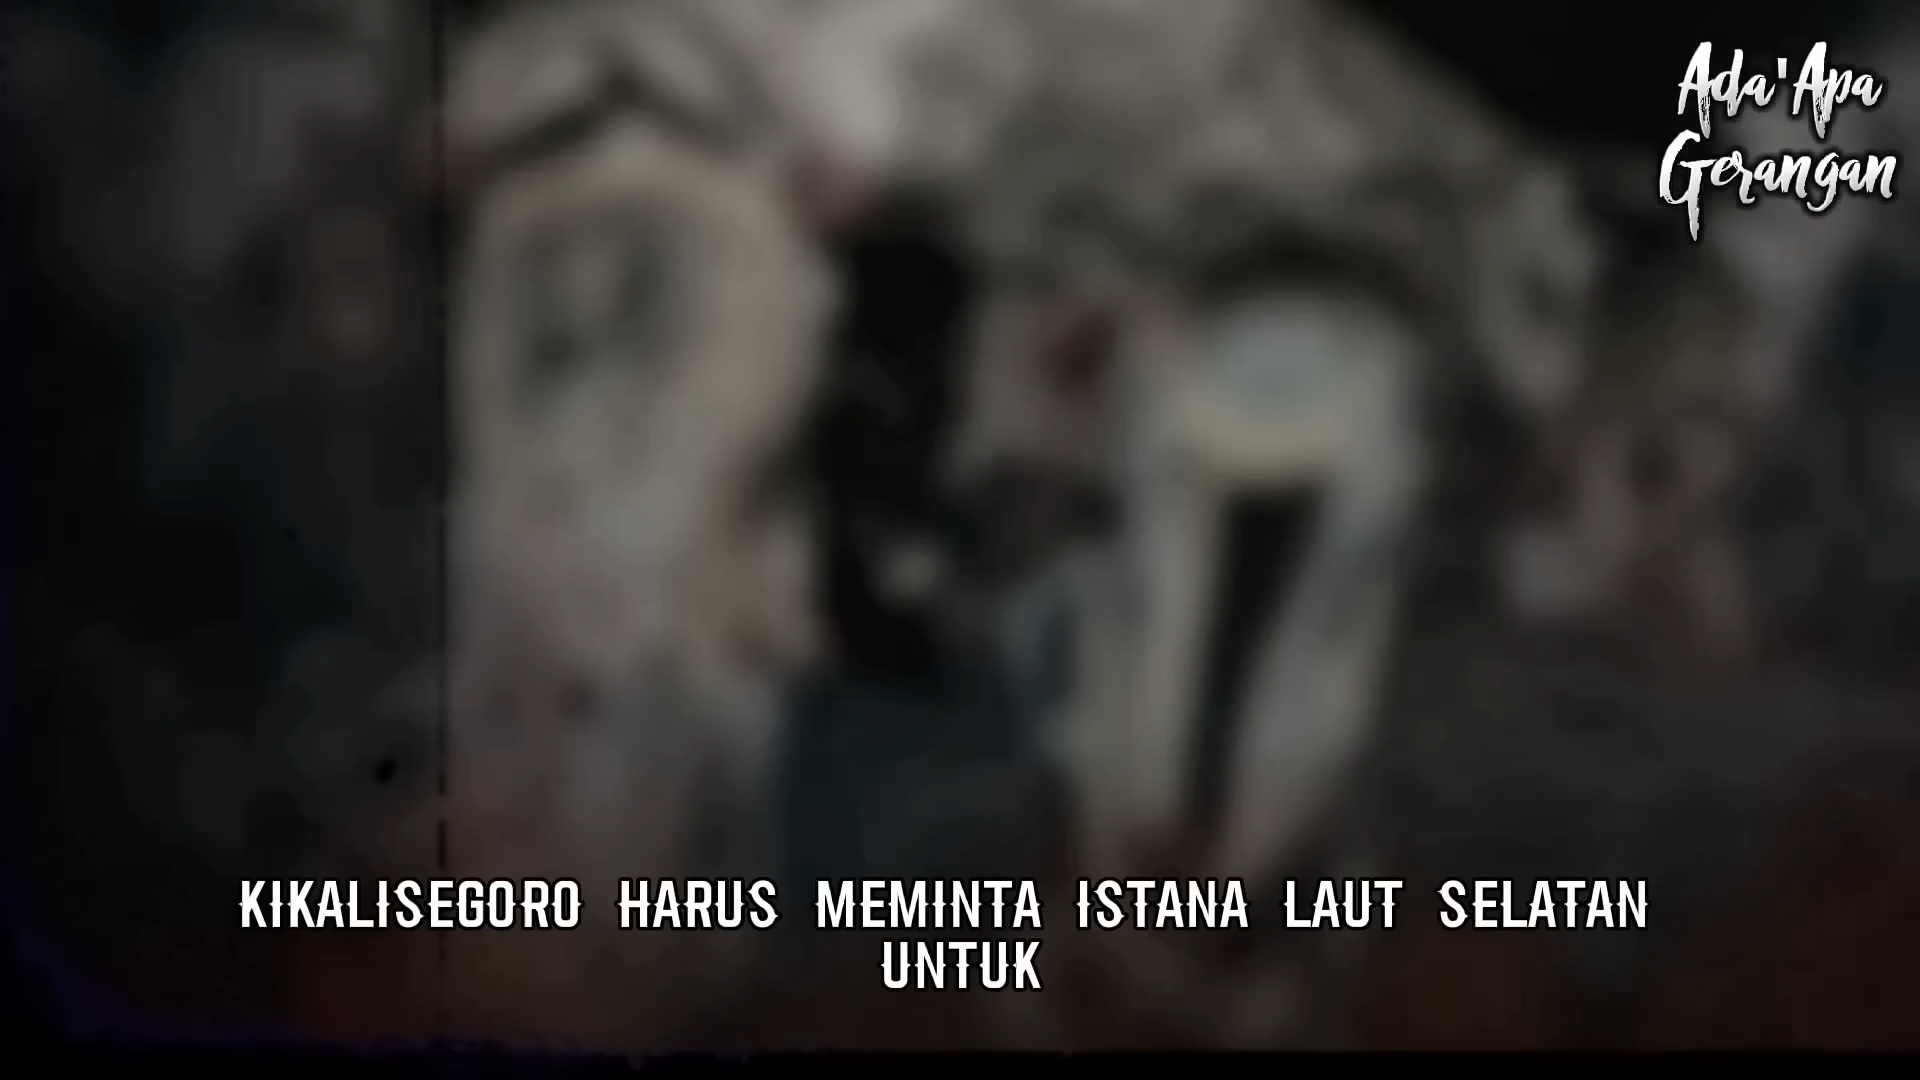 Ada'Apa
Gerangan
KIKALISEGORO HARUS MEMINTA ISTANA LAUT SELATAN
UNTUK